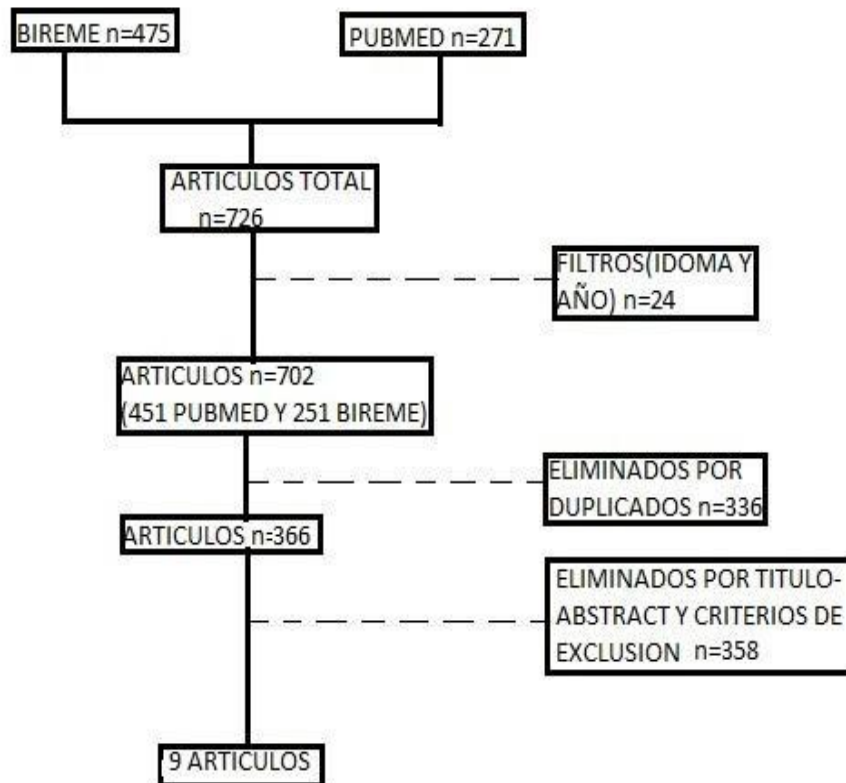 BIREME n=475
PUBMED n=271
ARTICULOS TOTAL
n=726
FILTROS(IDOMA Y
AÑO) n=24
ARTICULOS n=702
(451 PUBMED Y 251 BIREME)
ELIMINADOS POR
DUPLICADOS n=336
ARTICULOS n=366
ELIMINADOS POR TITULO-
ABSTRACT Y CRITERIOS DE
EXCLUSION n=358
9 ARTICULOS